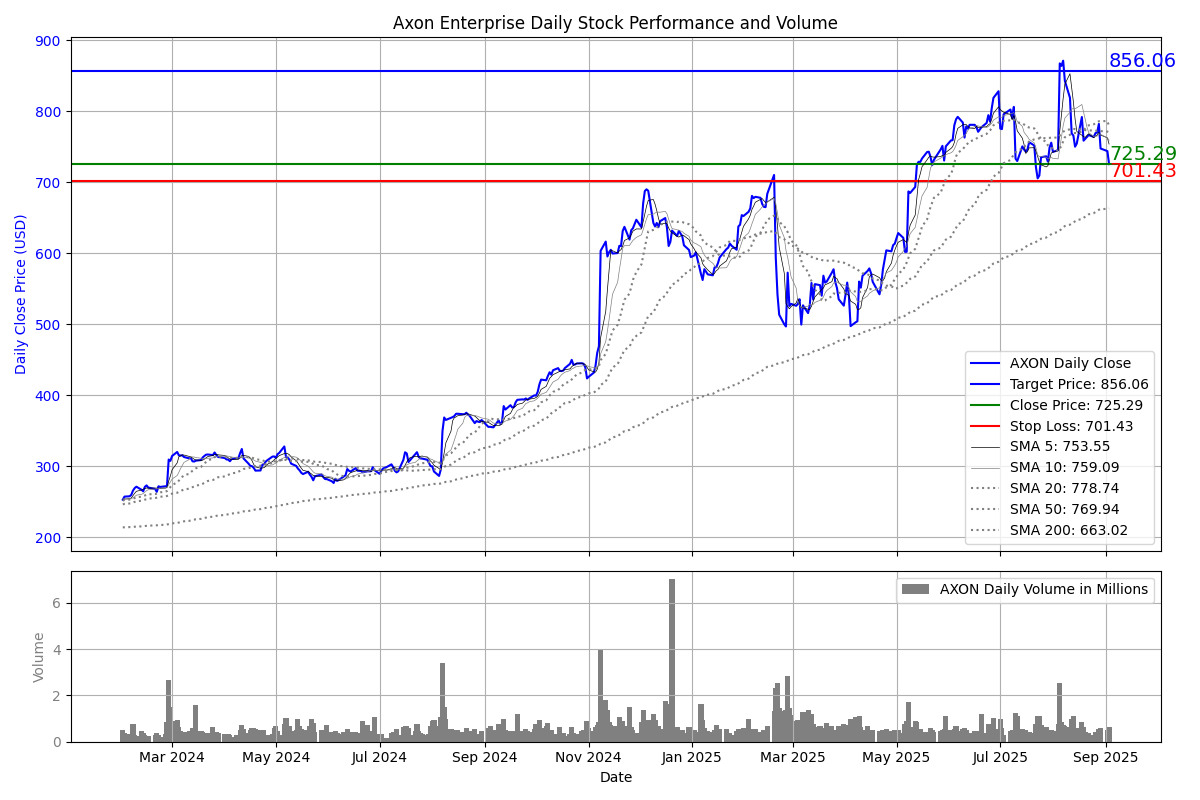 Axon Enterprise Daily Stock Performance and Volume
900
800
700
600
500
400
300
200
Daily Close Price (USD)
856.06
725.29
701.43
AXON Daily Close
Target Price: 856.06
Close Price: 725.29
Stop Loss: 701.43
SMA 5: 753.55
SMA 10: 759.09
SMA 20: 778.74
SMA 50: 769.94
SMA 200: 663.02
6
4
2
0
Volume
AXON Daily Volume in Millions
Mar 2024 May 2024 Jul 2024 Sep 2024 Nov 2024 Jan 2025 Mar 2025 May 2025 Jul 2025 Sep 2025
Date